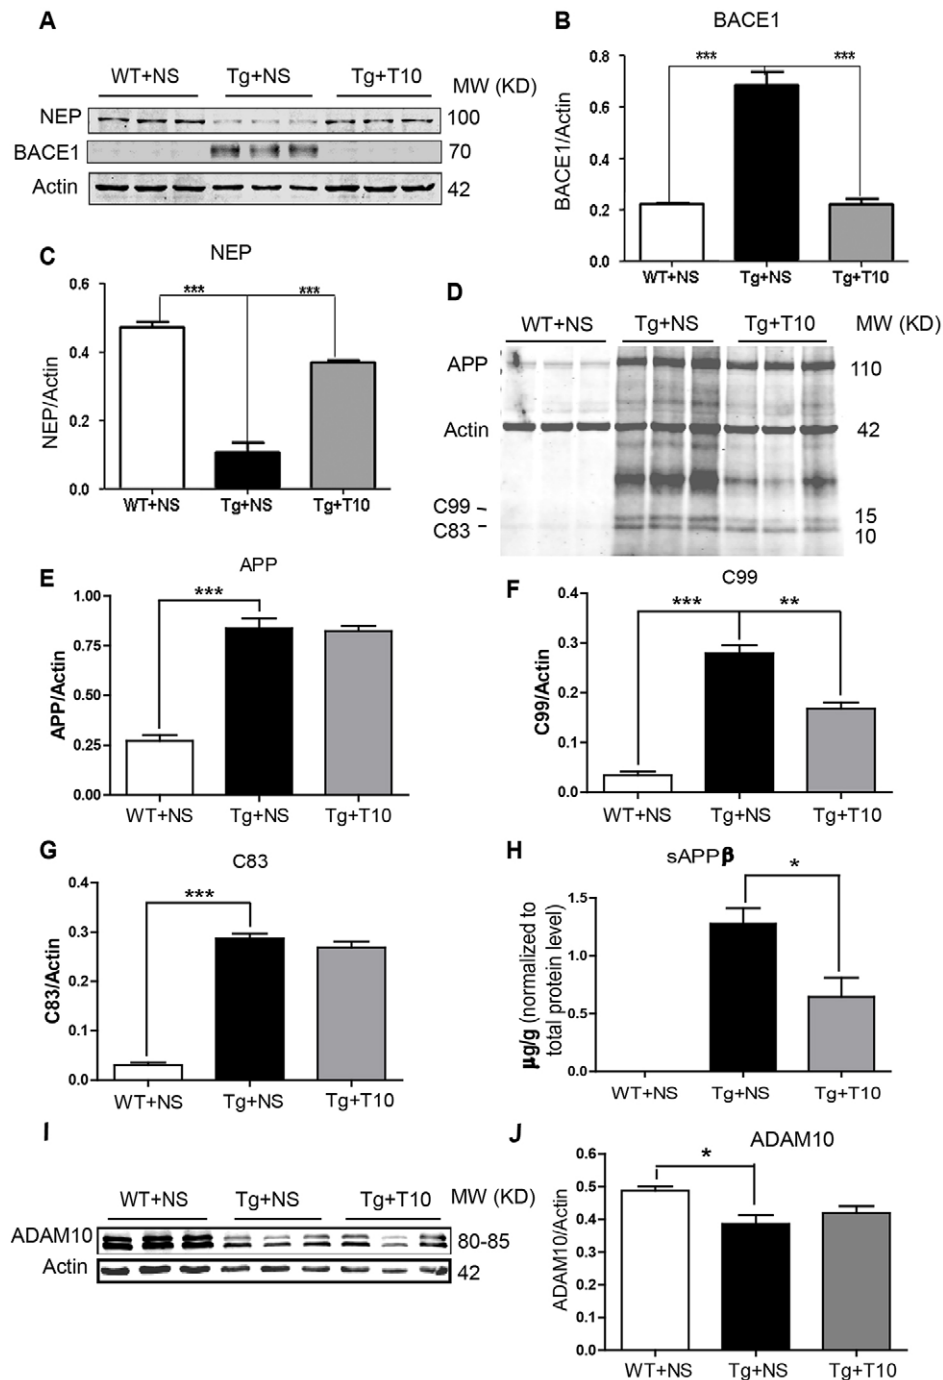 A
WT+NS Tg+NS Tg+T10 MW (KD)
NEP 100
BACE1 70
Actin 42
B
BACE1
***
***
BACE1/Actin
0.8
0.6
0.4
0.2
0.0
WT+NS Tg+NS Tg+T10
C
NEP
***
***
NEP/Actin
0.6
0.4
0.2
0.0
WT+NS Tg+NS Tg+T10
D
WT+NS Tg+NS Tg+T10 MW (KD)
APP 110
Actin 42
C99 15
C83 10
E
APP
***
APP/Actin
1.00
0.75
0.50
0.25
0.00
WT+NS Tg+NS Tg+T10
F
C99
***
**
C99/Actin
0.4
0.3
0.2
0.1
0.0
WT+NS Tg+NS Tg+T10
G
C83
***
C83/Actin
0.4
0.3
0.2
0.1
0.0
WT+NS Tg+NS Tg+T10
H
sAPPβ
*
µg/g (normalized to
total protein level)
1.5
1.0
0.5
0.0
WT+NS Tg+NS Tg+T10
I
WT+NS Tg+NS Tg+T10 MW (KD)
ADAM10 80-85
Actin 42
J
ADAM10
*
ADAM10/Actin
0.6
0.5
0.4
0.3
0.2
0.1
0.0
WT+NS Tg+NS Tg+T10